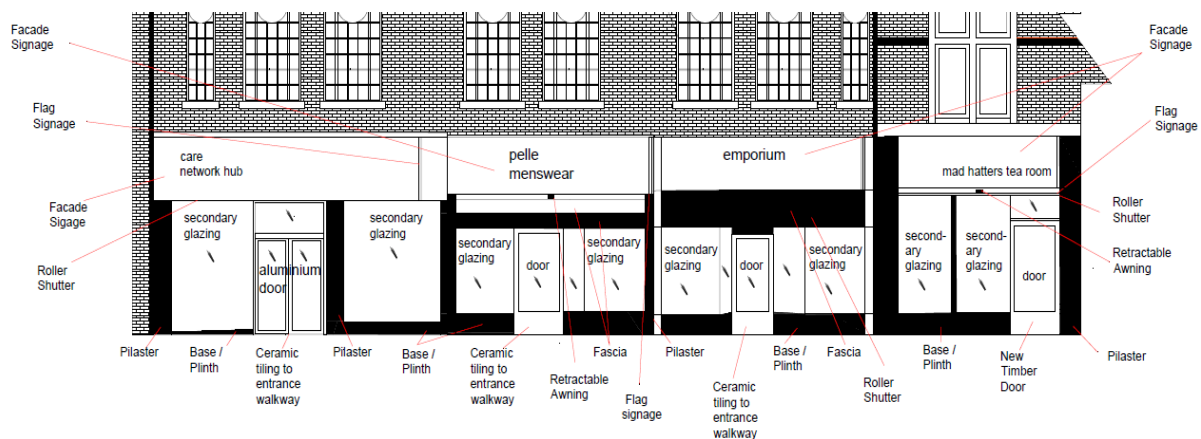 Facade
Signage
Facade
Signage
Flag
Signage
Flag
Signage
care
network hub
pelle
menswear
emporium
mad hatters tea room
Facade
Sigage
Roller
Shutter
Roller
Shutter
Retractable
Awning
secondary
glazing
aluminium
door
secondary
glazing
secondary
glazing
door
secondary
glazing
secondary
glazing
door
secondary
glazing
second-
ary
glazing
second-
ary
glazing
door
Pilaster
Base /
Plinth
Ceramic
tiling to
entrance
walkway
Pilaster
Base /
Plinth
Ceramic
tiling to
entrance
walkway
Retractable
Awning
Fascia
Flag
signage
Pilaster
Ceramic
tiling to
entrance
walkway
Base /
Plinth
Fascia
Roller
Shutter
Base /
Plinth
New
Timber
Door
Pilaster